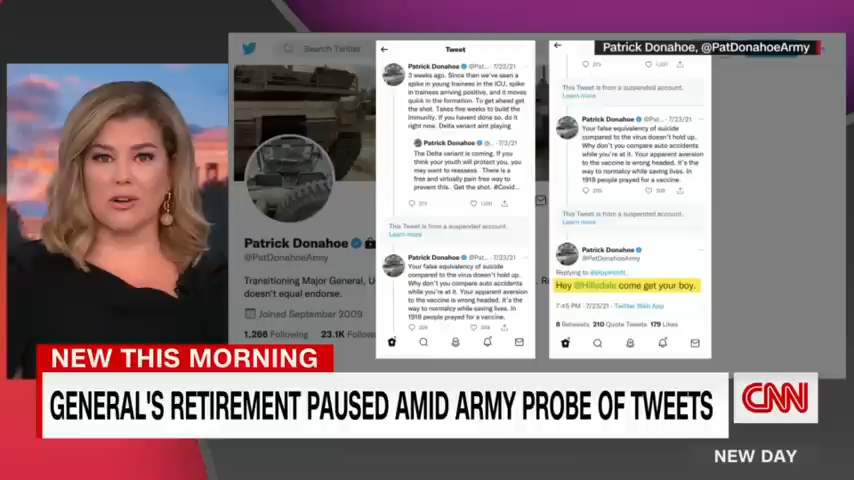 Search Twitter
Patrick Donahoe, @PatDonahoeArmy
Tweet
Patrick Donahoe @Pat... · 7/22/21
3 weeks ago. Since then we've seen a
spike in young trainees in the ICU, spike
in trainees arriving positive, and it moves
quick in the formation. To get ahead get
the shot. Takes five weeks to build the
immunity. If you havent done so, do it
right now. Delta variant aint playing
Patrick Donahoe
The Delta variant is coming. If you
think your youth will protect you, you
may want to reassess. There is a
free and virtually pain free way to
prevent this. Get the shot. #Covid...
This Tweet is from a suspended account.
Learn more
Patrick Donahoe @Pat... · 7/23/21
Your false equivalency of suicide
compared to the virus doesn't hold up.
Why don't you compare auto accidents
while you're at it. Your apparent aversion
to the vaccine is wrong headed. It's the
way to normalcy while saving lives. In
1918 people prayed for a vaccine.
This Tweet is from a suspended account.
Learn more
Patrick Donahoe @Pat... · 7/23/21
Your false equivalency of suicide
compared to the virus doesn't hold up.
Why don't you compare auto accidents
while you're at it. Your apparent aversion
to the vaccine is wrong headed. It's the
way to normalcy while saving lives. In
1918 people prayed for a vaccine.
This Tweet is from a suspended account.
Learn more
Patrick Donahoe
@PatDonahoeArmy
Replying to
Hey @Hillsdale come get your boy.
7:45 PM · 7/23/21 · Twitter Web App
8 Retweets 210 Quote Tweets 179 Likes
Patrick Donahoe
@PatDonahoeArmy
Transitioning Major General, U
doesn't equal endorse.
Joined September 2009
1,266 Following 23.1K Follow
NEW THIS MORNING
GENERAL'S RETIREMENT PAUSED AMID ARMY PROBE OF TWEETS
CNN
NEW DAY